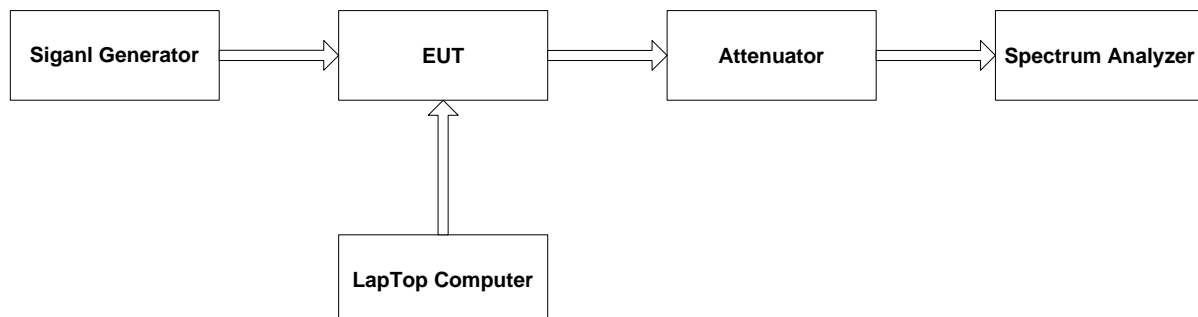 Siganl Generator
EUT
Attenuator
Spectrum Analyzer
LapTop Computer